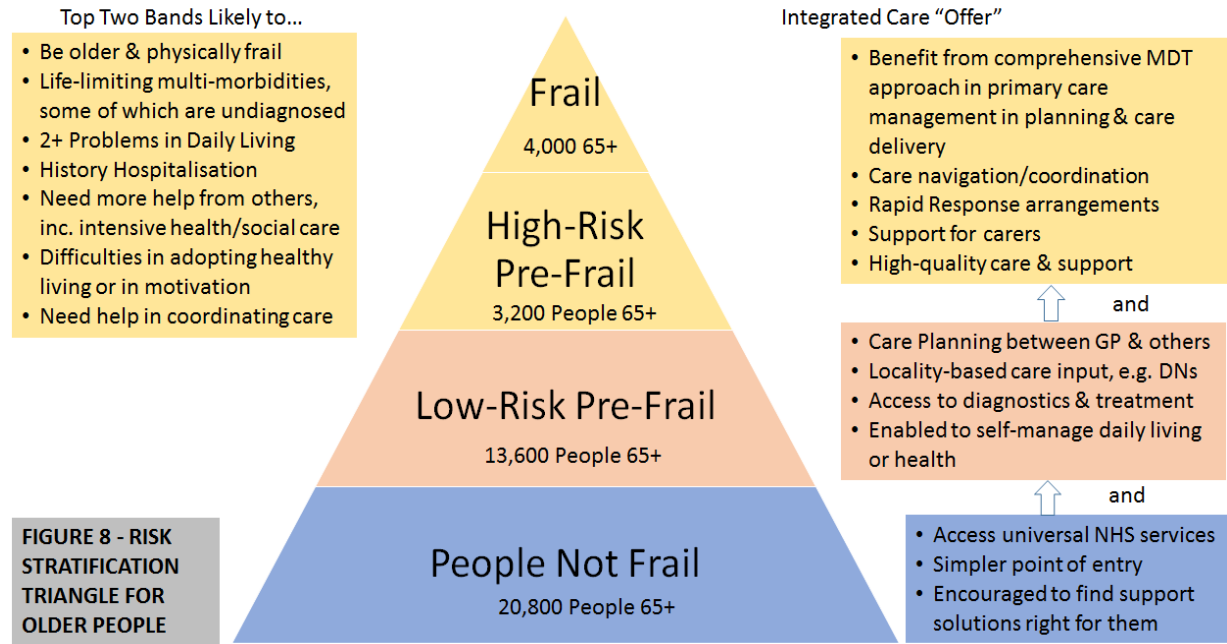 Top Two Bands Likely to...
• Be older & physically frail
• Life-limiting multi-morbidities,
some of which are undiagnosed
• 2+ Problems in Daily Living
• History Hospitalisation
• Need more help from others,
inc. intensive health/social care
• Difficulties in adopting healthy
living or in motivation
• Need help in coordinating care
Frail
4,000 65+
High-Risk
Pre-Frail
3,200 People 65+
Low-Risk Pre-Frail
13,600 People 65+
People Not Frail
20,800 People 65+
Integrated Care “Offer”
• Benefit from comprehensive MDT
approach in primary care
management in planning & care
delivery
• Care navigation/coordination
• Rapid Response arrangements
• Support for carers
• High-quality care & support
and
• Care Planning between GP & others
• Locality-based care input, e.g. DNs
• Access to diagnostics & treatment
• Enabled to self-manage daily living
or health
and
• Access universal NHS services
• Simpler point of entry
• Encouraged to find support
solutions right for them
FIGURE 8 - RISK
STRATIFICATION
TRIANGLE FOR
OLDER PEOPLE